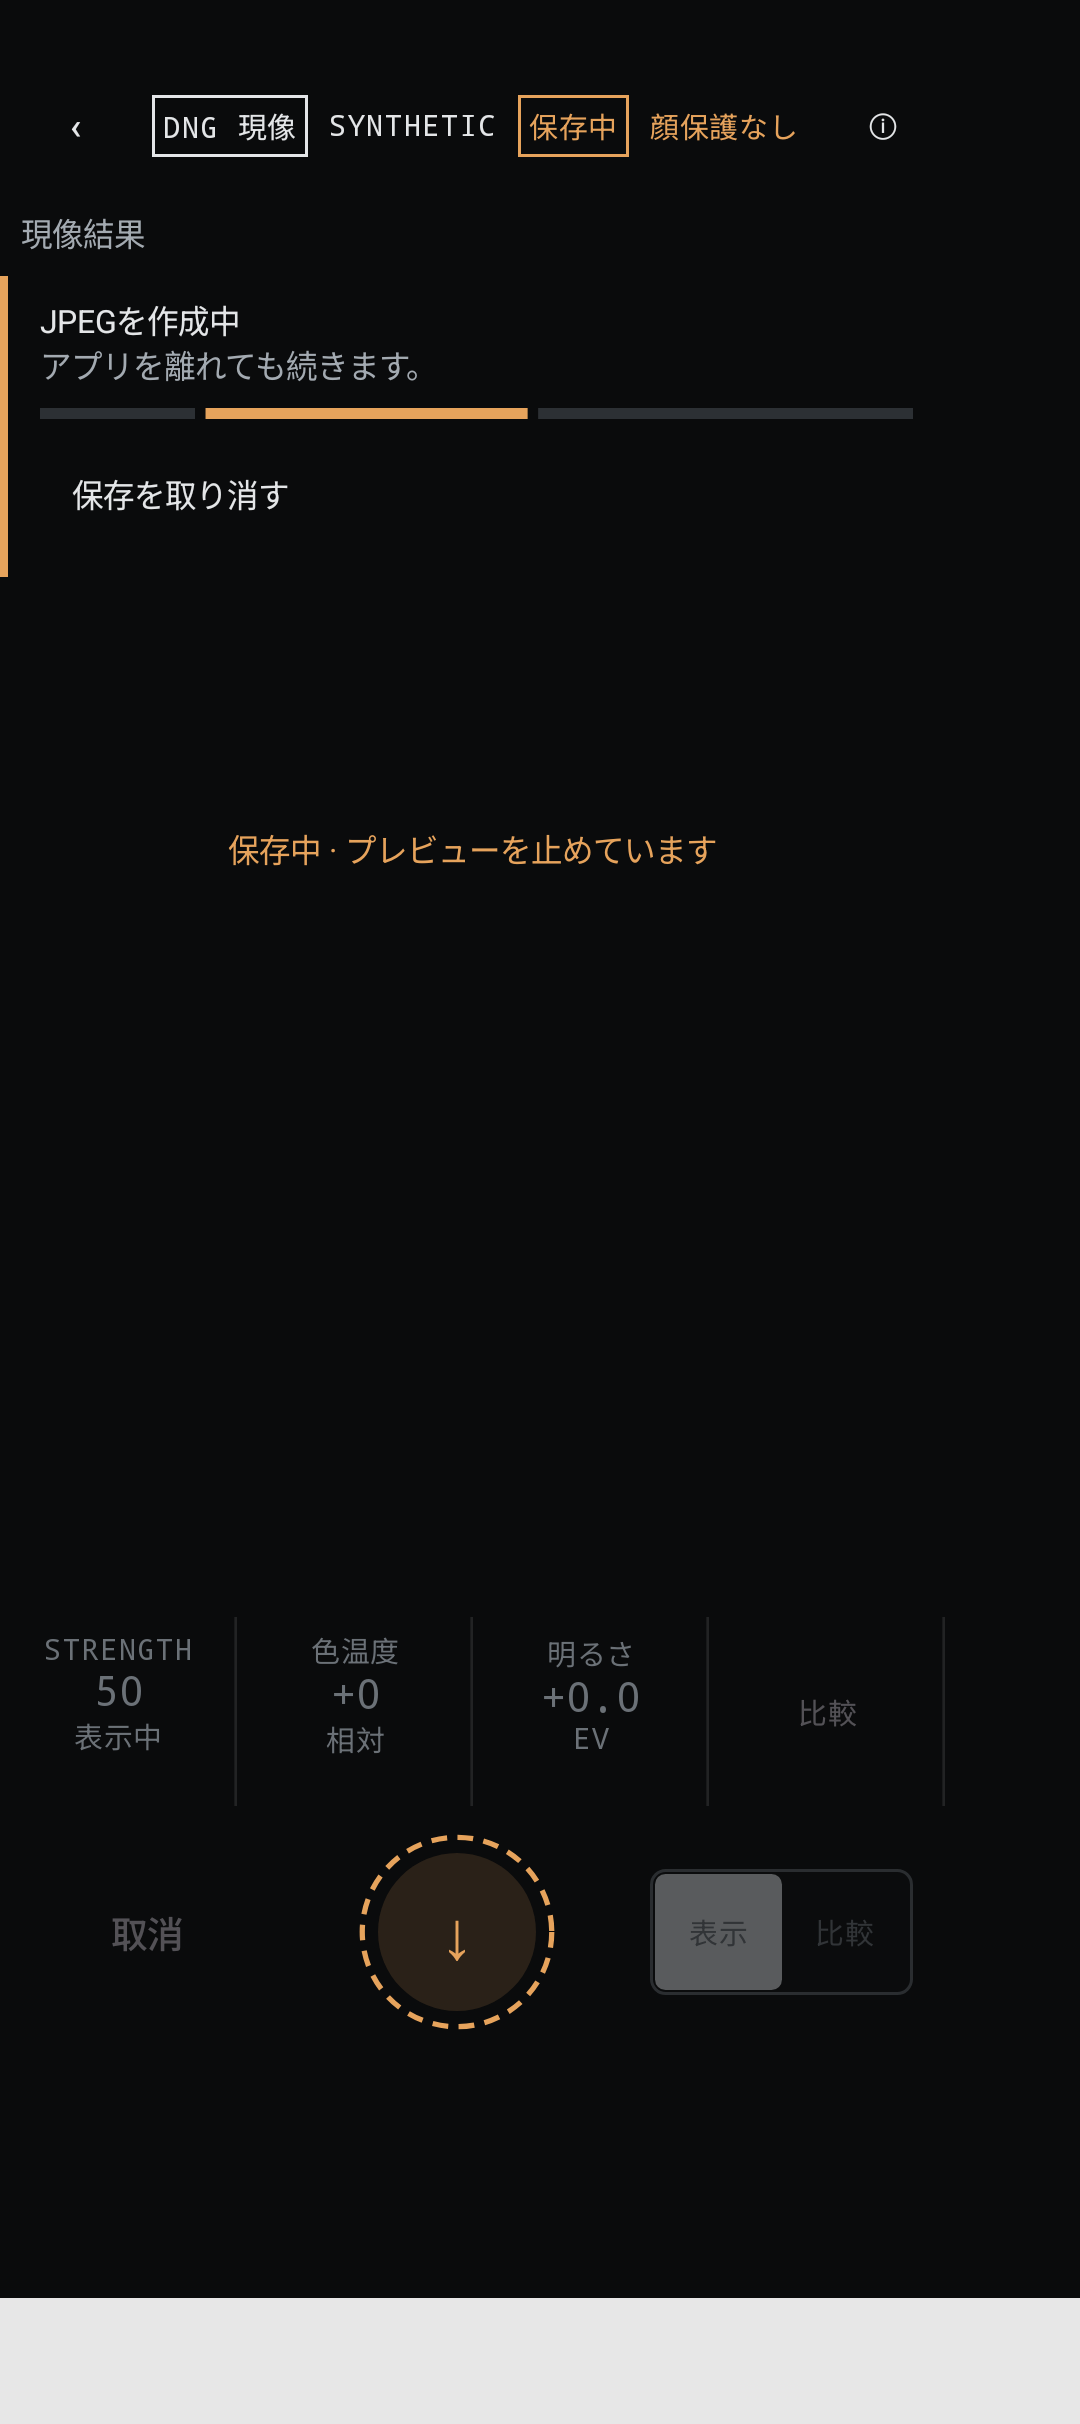 ‹ DNG 現像 SYNTHETIC 保存中 顔保護なし ⓘ
現像結果
JPEGを作成中
アプリを離れても続きます。
保存を取り消す
保存中 · プレビューを止めています
STRENGTH
50
表示中
色温度
+0
相対
明るさ
+0.0
EV
比較
取消
↓
表示 比較